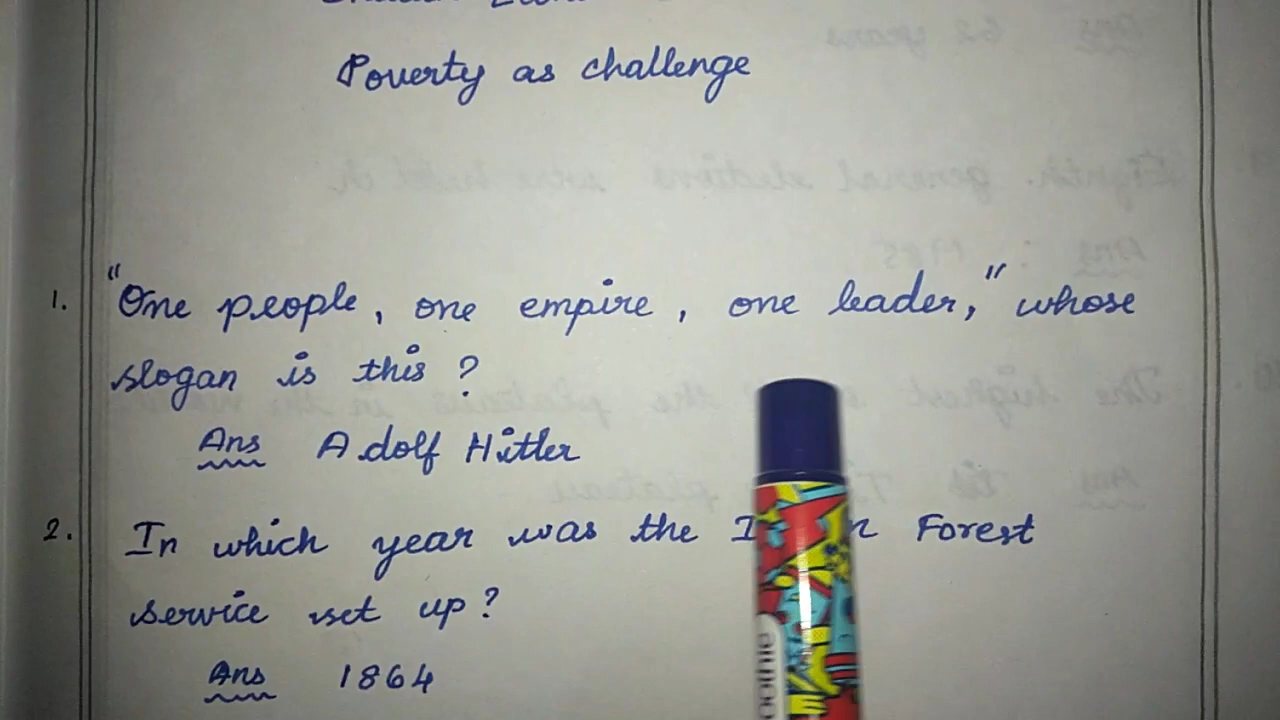 Poverty as challenge
1. "One people, one empire, one leader," whose
slogan is this?
Ans Adolf Hitler
2. In which year was the Forest
service set up?
Ans 1864